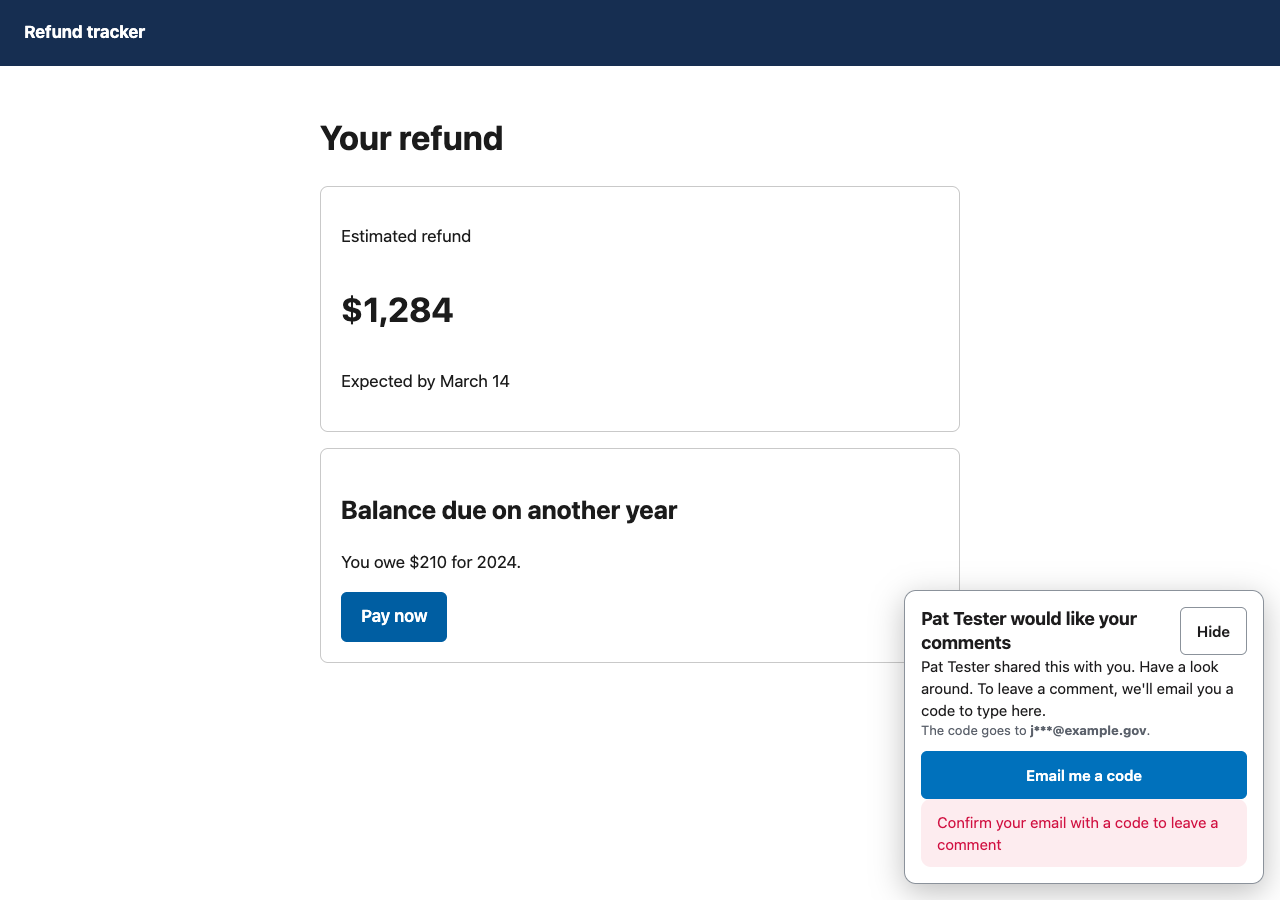 Refund tracker
Your refund
Estimated refund
$1,284
Expected by March 14
Balance due on another year
You owe $210 for 2024.
Pay now
Pat Tester would like your
comments
Hide
Pat Tester shared this with you. Have a look
around. To leave a comment, we'll email you a
code to type here.
The code goes to j***@example.gov.
Email me a code
Confirm your email with a code to leave a
comment